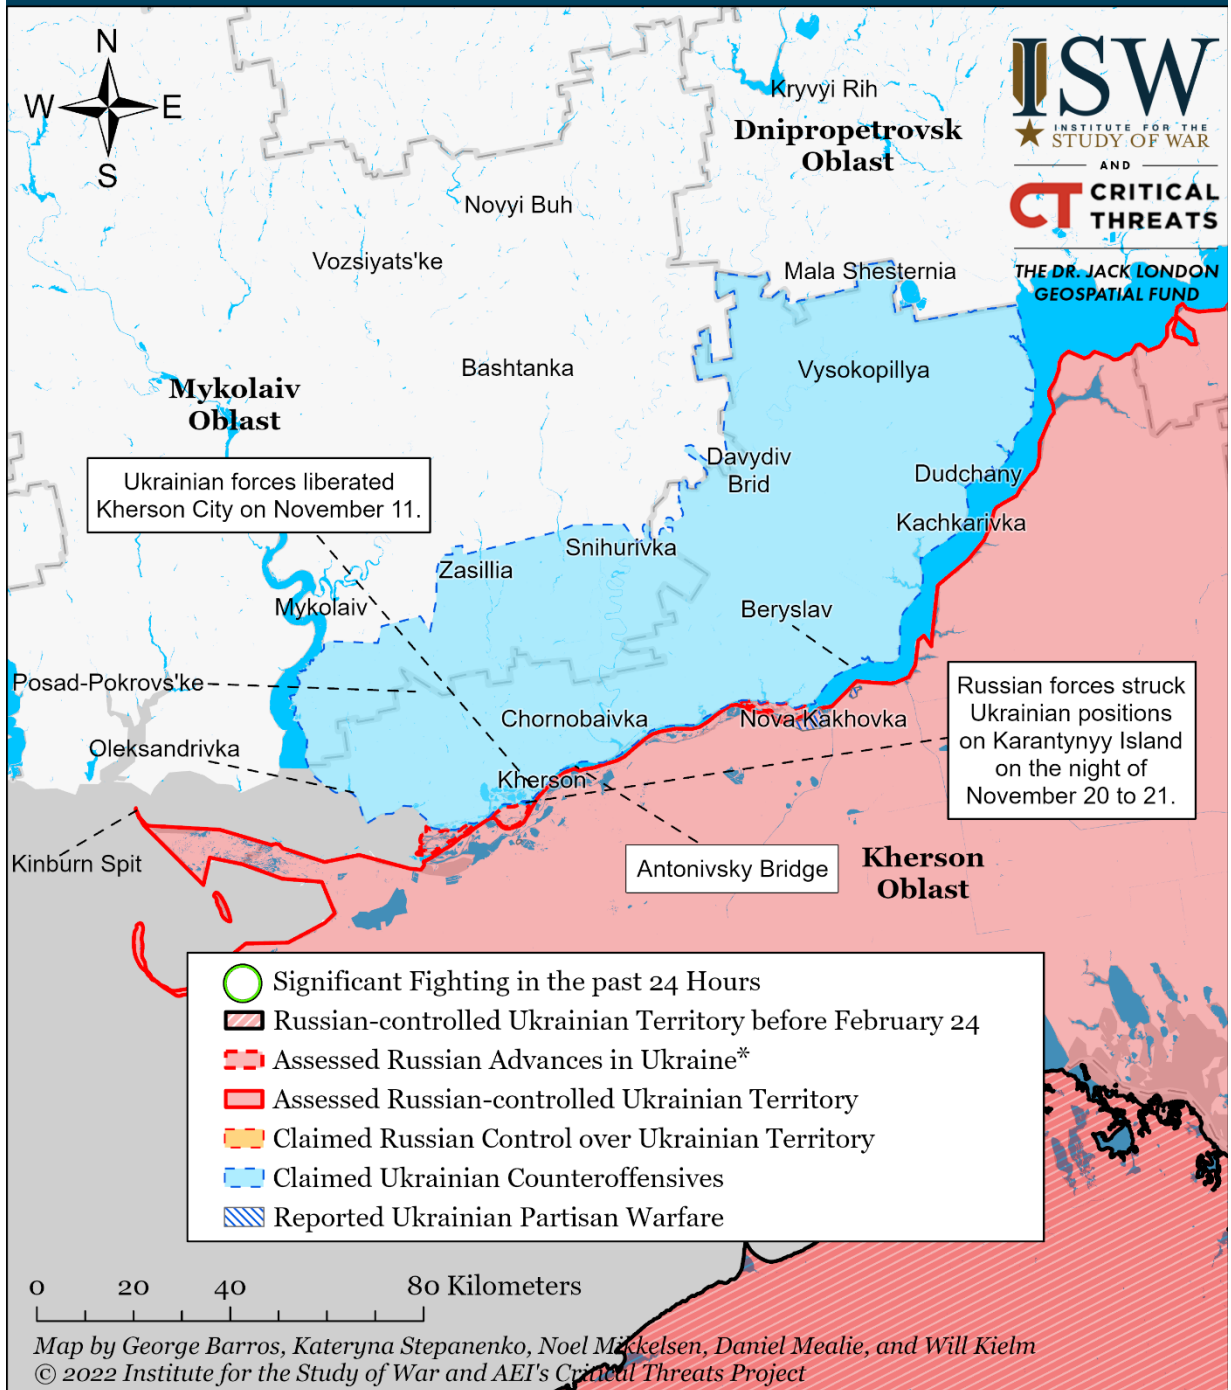 N
W E
S
ISW
INSTITUTE FOR THE
STUDY OF WAR
AND
CT CRITICAL
THREATS
THE DR. JACK LONDON
GEOSPATIAL FUND
Kryvyi Rih
Dnipropetrovsk
Oblast
Novyi Buh
Vozsiyats'ke
Mala Shesternia
Bashtanka
Vysokopillya
Mykolaiv
Oblast
Davydiv
Brid
Dudchany
Ukrainian forces liberated
Kherson City on November 11.
Kachkarivka
Snihurivka
Zasillia
Mykolaiv
Beryslav
Posad-Pokrovs'ke
Russian forces struck
Ukrainian positions
on Karantynyy Island
on the night of
November 20 to 21.
Chornobaivka
Nova Kakhovka
Oleksandrivka
Kherson
Kinburn Spit
Antonivsky Bridge
Kherson
Oblast
Significant Fighting in the past 24 Hours
Russian-controlled Ukrainian Territory before February 24
Assessed Russian Advances in Ukraine*
Assessed Russian-controlled Ukrainian Territory
Claimed Russian Control over Ukrainian Territory
Claimed Ukrainian Counteroffensives
Reported Ukrainian Partisan Warfare
0 20 40 80 Kilometers
Map by George Barros, Kateryna Stepanenko, Noel Mikkelsen, Daniel Mealie, and Will Kielm
© 2022 Institute for the Study of War and AEI's Critical Threats Project